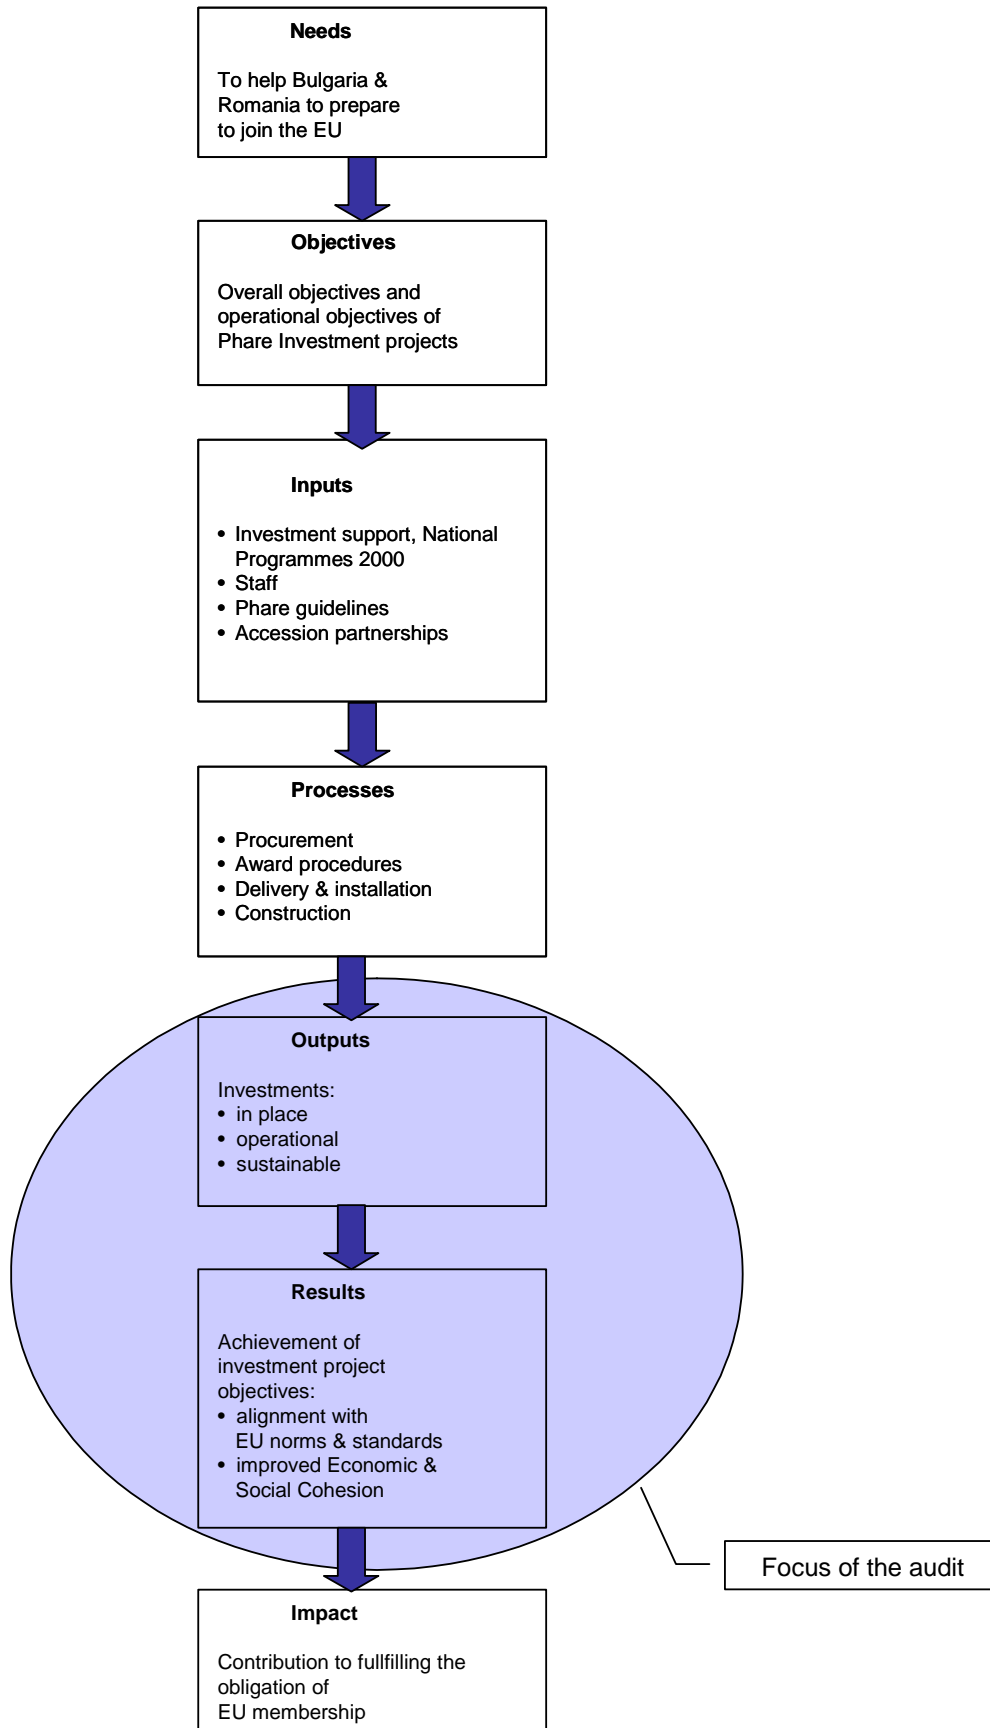 Needs
To help Bulgaria &
Romania to prepare
to join the EU
Objectives
Overall objectives and
operational objectives of
Phare Investment projects
Inputs
• Investment support, National
Programmes 2000
• Staff
• Phare guidelines
• Accession partnerships
Processes
• Procurement
• Award procedures
• Delivery & installation
• Construction
Outputs
Investments:
• in place
• operational
• sustainable
Results
Achievement of
investment project
objectives:
• alignment with
EU norms & standards
• improved Economic &
Social Cohesion
Focus of the audit
Impact
Contribution to fullfilling the
obligation of
EU membership